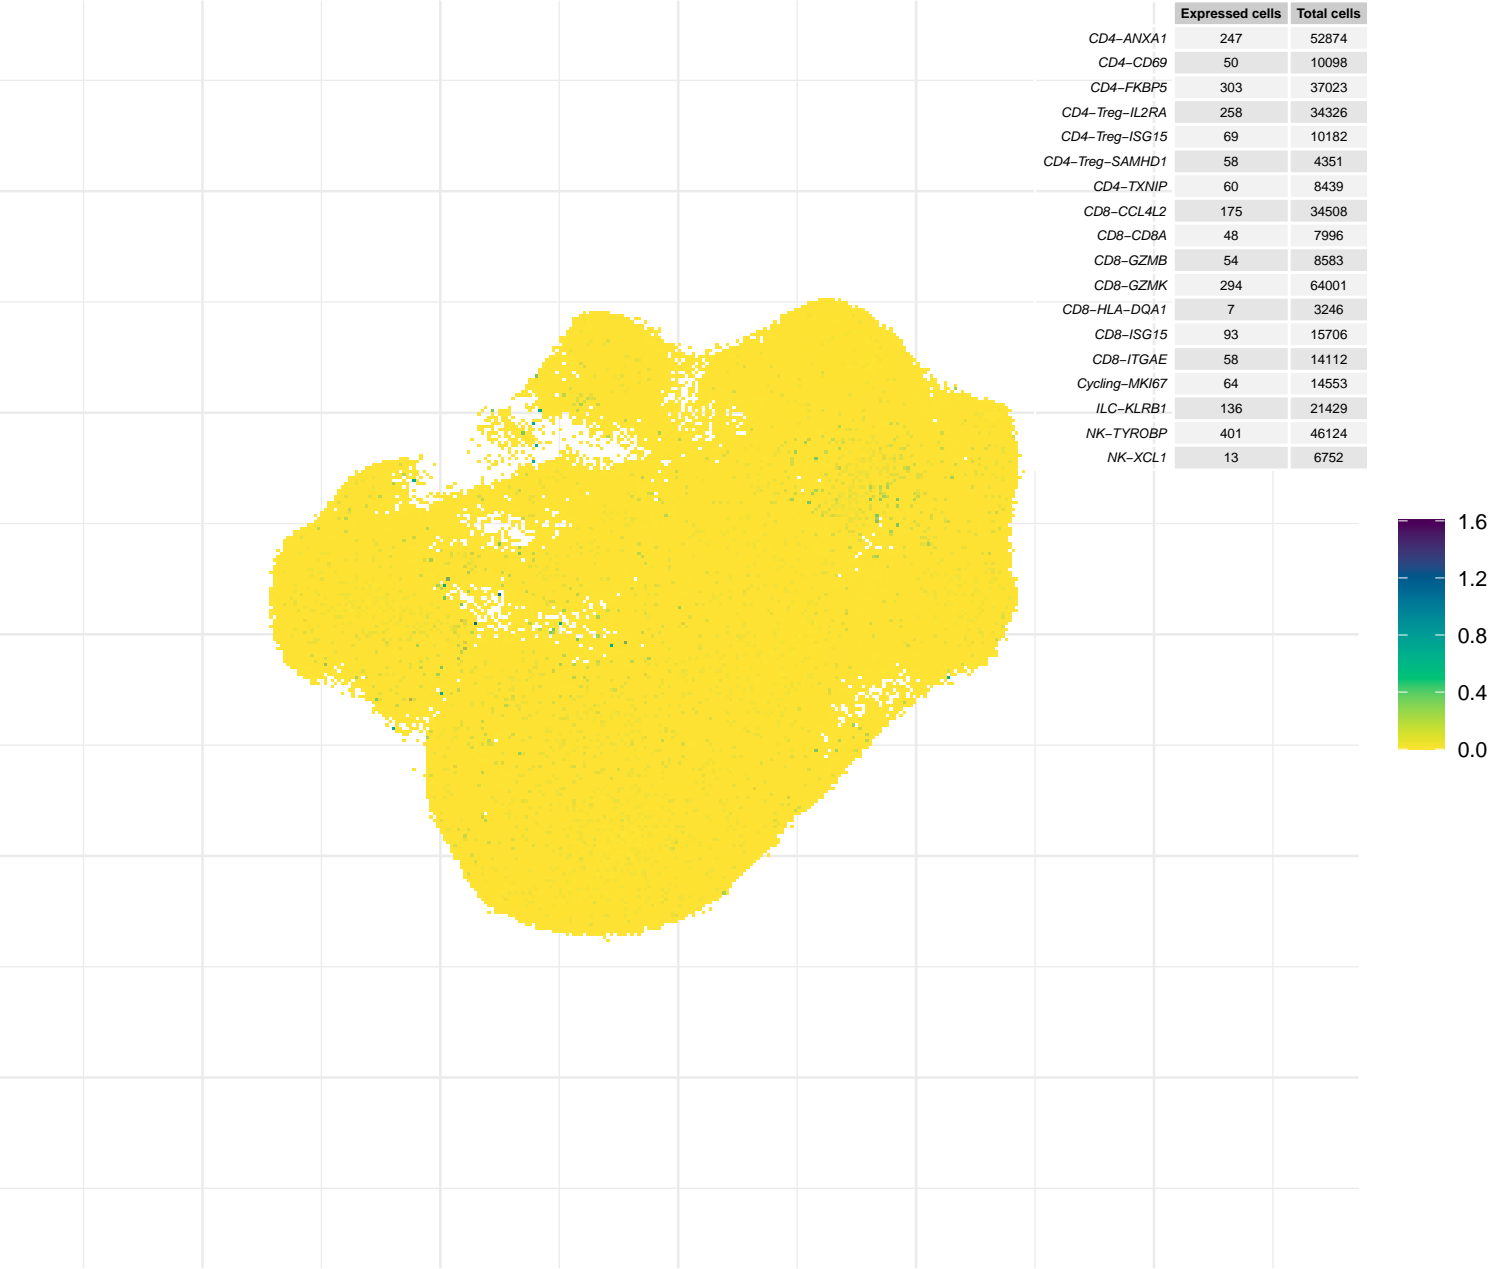 Expressed cells Total cells
CD4−ANXA1 247 52874
CD4−CD69 50 10098
CD4−FKBP5 303 37023
CD4−Treg−IL2RA 258 34326
CD4−Treg−ISG15 69 10182
CD4−Treg−SAMHD1 58 4351
CD4−TXNIP 60 8439
CD8−CCL4L2 175 34508
CD8−CD8A 48 7996
CD8−GZMB 54 8583
CD8−GZMK 294 64001
CD8−HLA−DQA1 7 3246
CD8−ISG15 93 15706
CD8−ITGAE 58 14112
Cycling−MKI67 64 14553
ILC−KLRB1 136 21429
NK−TYROBP 401 46124
NK−XCL1 13 6752
1.6
1.2
0.8
0.4
0.0